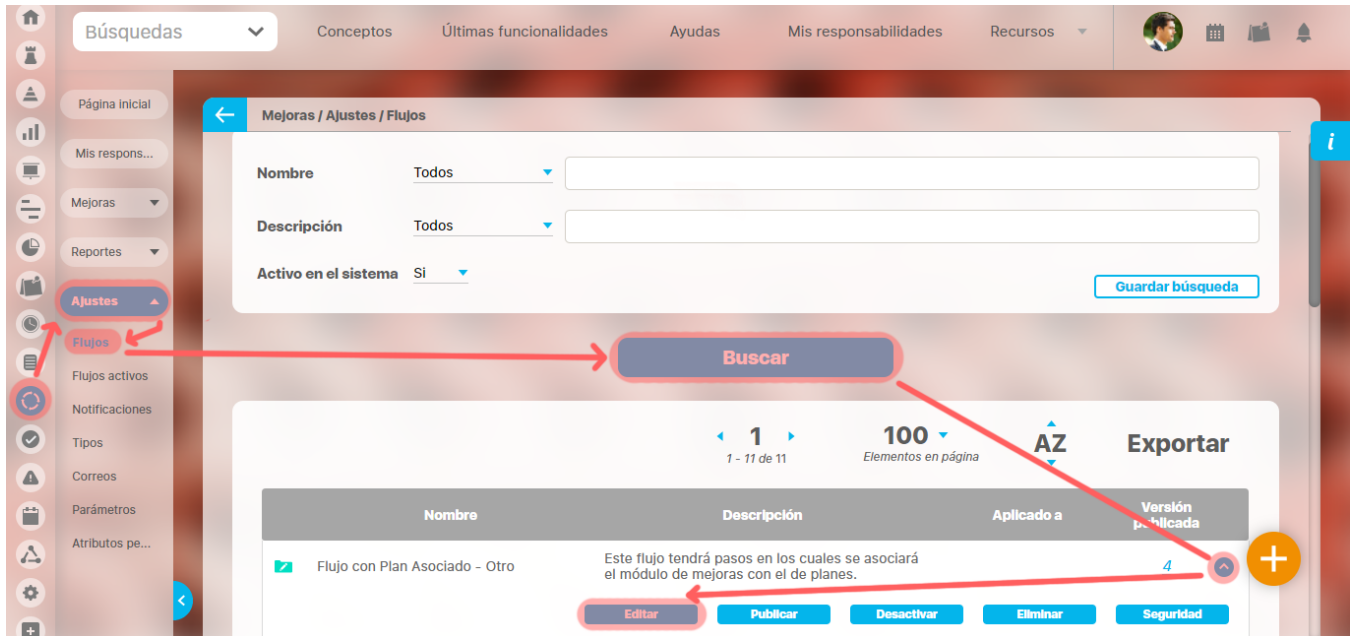 Búsquedas
Conceptos
Últimas funcionalidades
Ayudas
Mis responsabilidades
Recursos
Página inicial
Mis respons...
Mejoras
Reportes
Ajustes
Flujos
Flujos activos
Notificaciones
Tipos
Correos
Parámetros
Atributos pe...
Mejoras / Ajustes / Flujos
i
Nombre Todos
Descripción Todos
Activo en el sistema Si
Guardar búsqueda
Buscar
1
1 - 11 de 11
100
Elementos en página
AZ
Exportar
Nombre
Descripción
Aplicado a
Versión
publicada
Flujo con Plan Asociado - Otro
Este flujo tendrá pasos en los cuales se asociará
el módulo de mejoras con el de planes.
4
Editar
Publicar
Desactivar
Eliminar
Seguridad